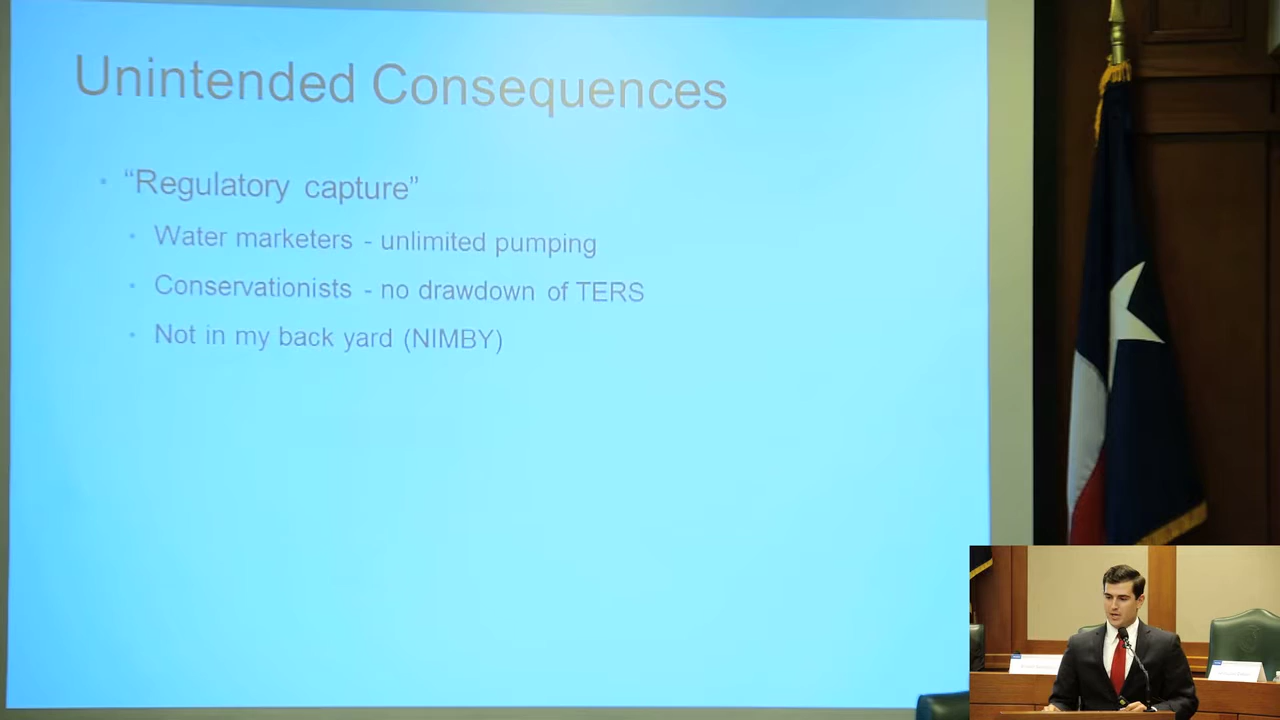 Unintended Consequences
• “Regulatory capture”
• Water marketers - unlimited pumping
• Conservationists - no drawdown of TERS
• Not in my back yard (NIMBY)